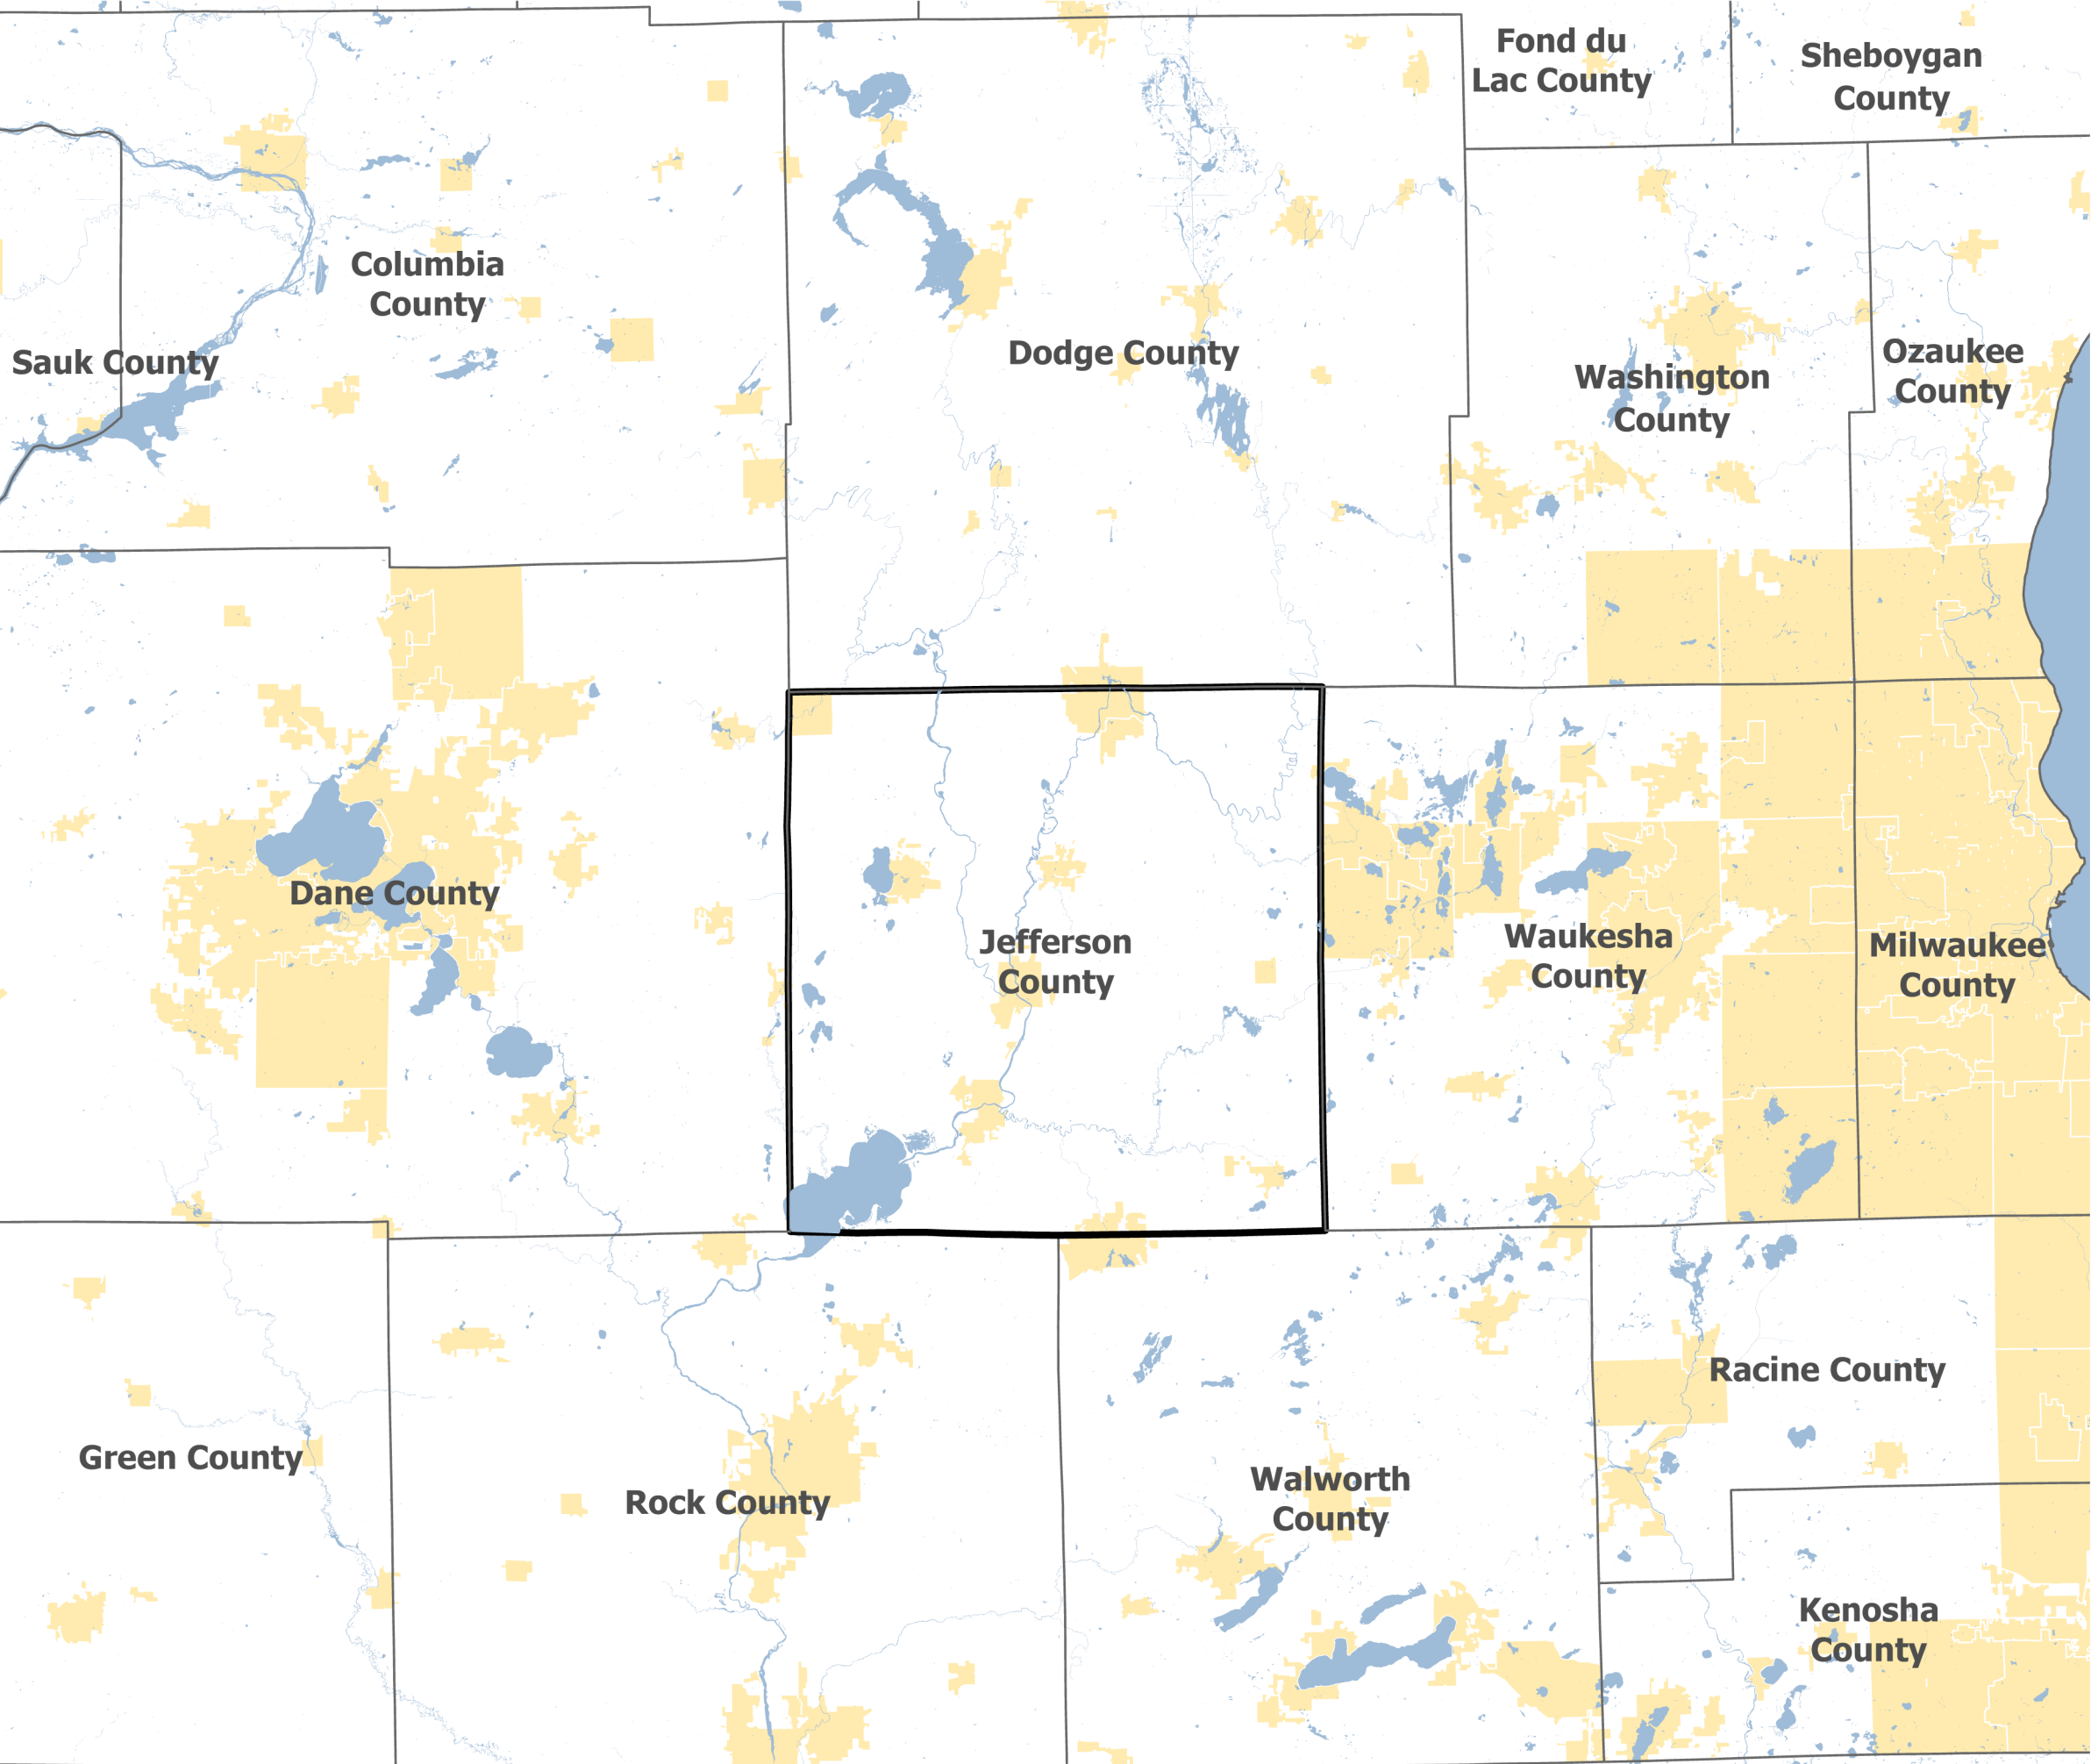 Fond du
Lac County
Sheboygan
County
Columbia
County
Sauk County
Dodge County
Washington
County
Ozaukee
County
Dane County
Jefferson
County
Waukesha
County
Milwaukee
County
Green County
Rock County
Walworth
County
Racine County
Kenosha
County